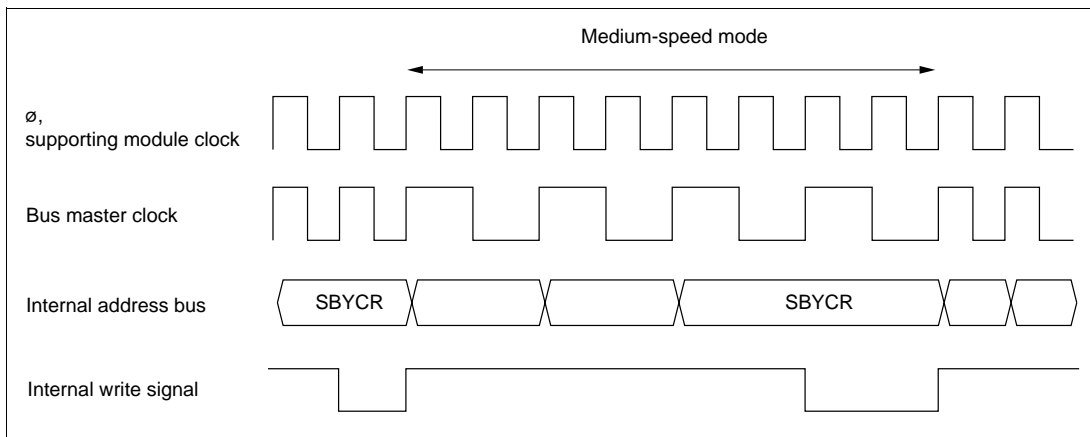 Medium-speed mode
ø,
supporting module clock
Bus master clock
Internal address bus
SBYCR
SBYCR
Internal write signal